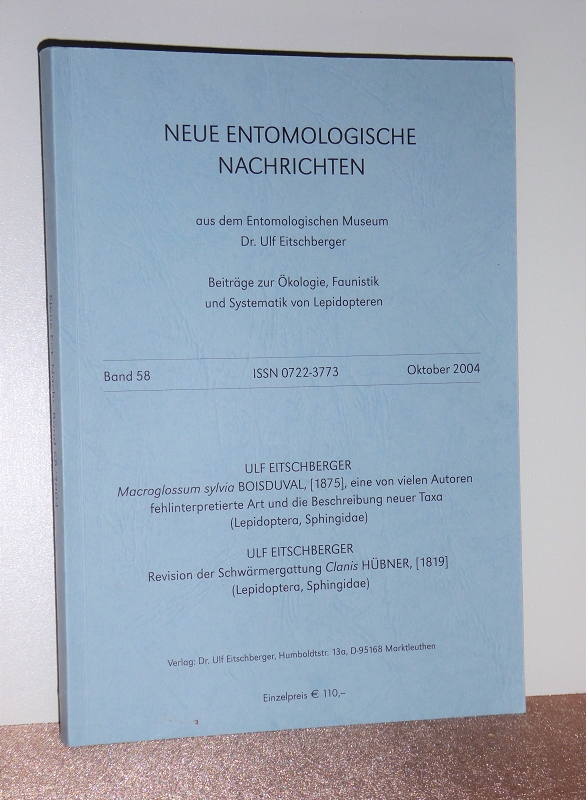 NEUE ENTOMOLOGISCHE
NACHRICHTEN
aus dem Entomologischen Museum
Dr. Ulf Eitschberger
Beiträge zur Ökologie, Faunistik
und Systematik von Lepidopteren
Band 58 ISSN 0722-3773 Oktober 2004
ULF EITSCHBERGER
Macroglossum sylvia BOISDUVAL, [1875], eine von vielen Autoren
fehlinterpretierte Art und die Beschreibung neuer Taxa
(Lepidoptera, Sphingidae)
ULF EITSCHBERGER
Revision der Schwärmergattung Clanis HÜBNER, [1819]
(Lepidoptera, Sphingidae)
Verlag: Dr. Ulf Eitschberger, Humboldtstr. 13a, D-95168 Marktleuthen
Einzelpreis € 110,–